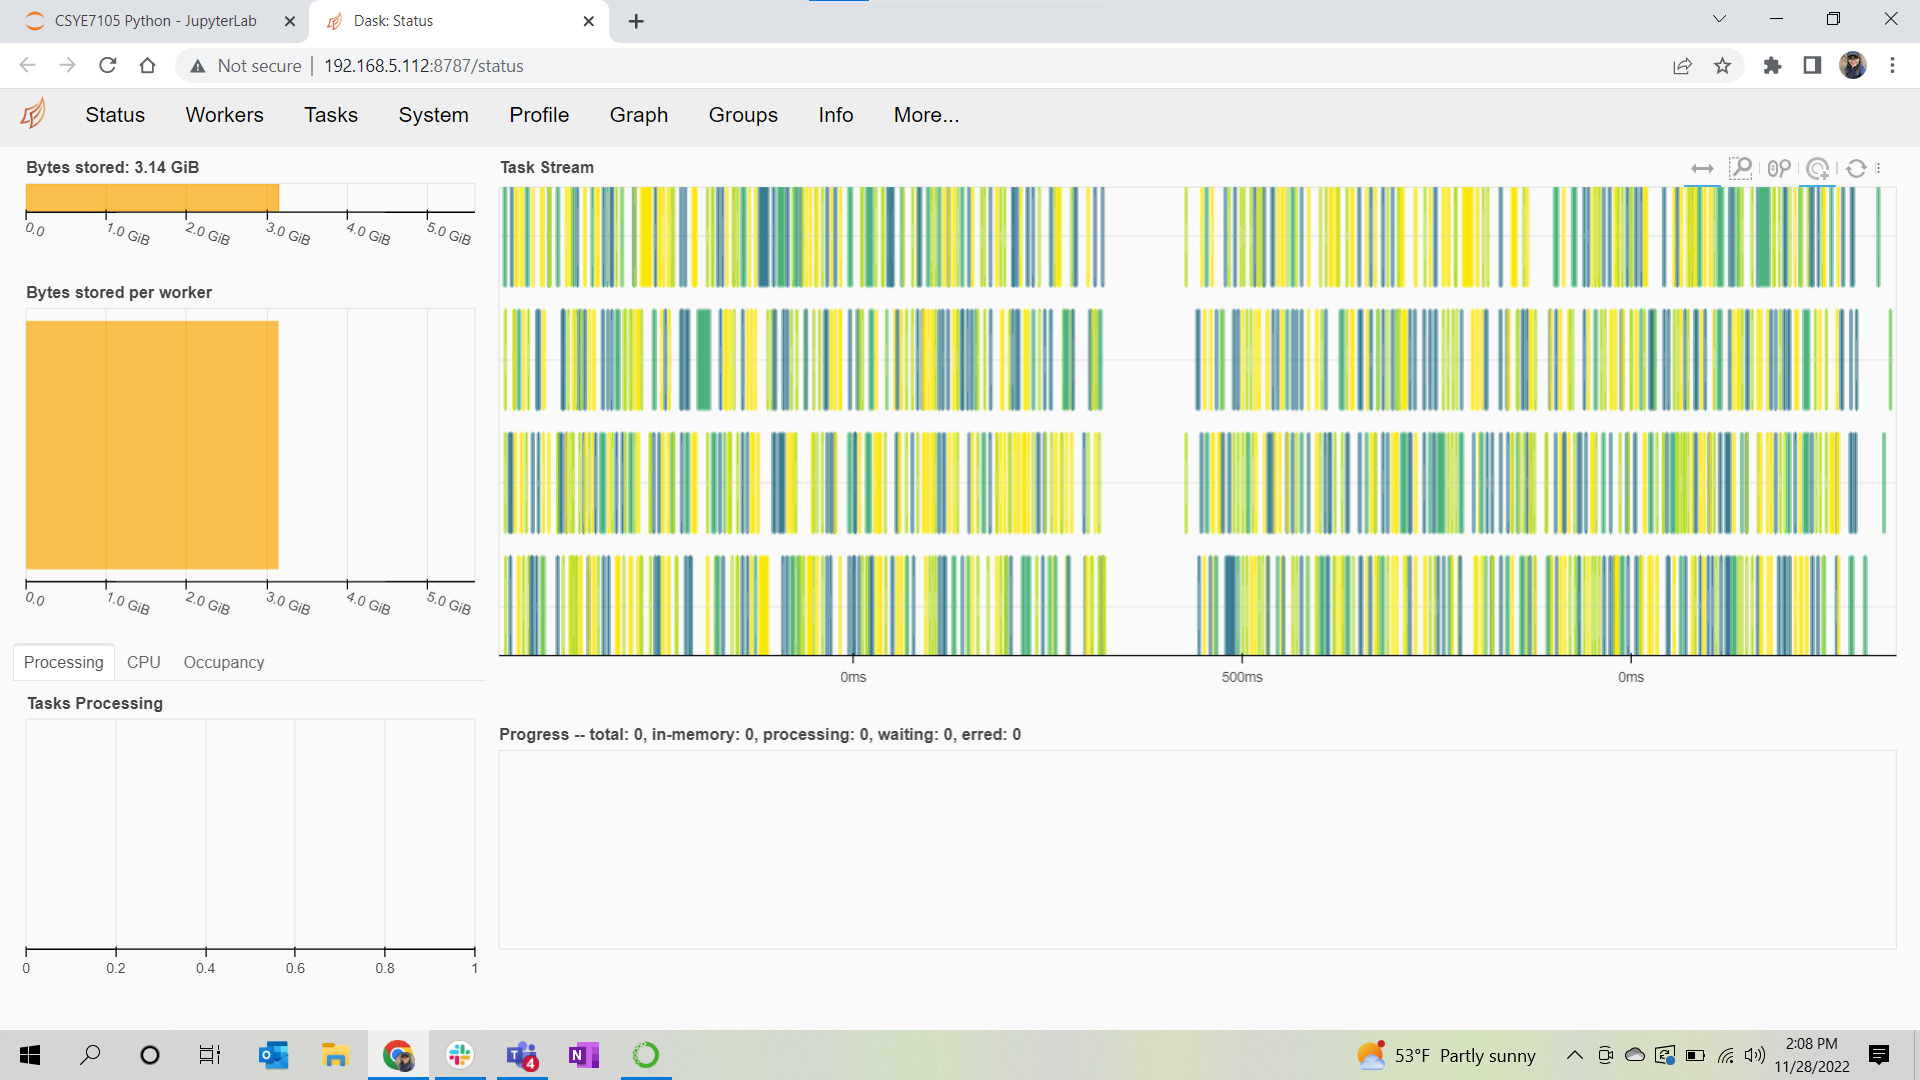 CSYE7105 Python - JupyterLab
Dask: Status
Not secure
192.168.5.112:8787/status
Status
Workers
Tasks
System
Profile
Graph
Groups
Info
More...
Bytes stored: 3.14 GiB
0.0
1.0 GiB
2.0 GiB
3.0 GiB
4.0 GiB
5.0 GiB
Bytes stored per worker
0.0
1.0 GiB
2.0 GiB
3.0 GiB
4.0 GiB
5.0 GiB
Processing
CPU
Occupancy
Tasks Processing
0
0.2
0.4
0.6
0.8
1
Task Stream
0ms
500ms
0ms
Progress -- total: 0, in-memory: 0, processing: 0, waiting: 0, erred: 0
4
53°F Partly sunny
2:08 PM
11/28/2022